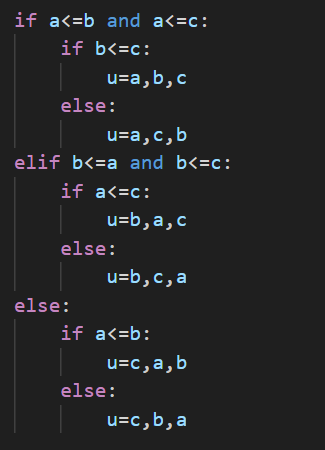 if a<=b and a<=c:
    if b<=c:
        u=a,b,c
    else:
        u=a,c,b
elif b<=a and b<=c:
    if a<=c:
        u=b,a,c
    else:
        u=b,c,a
else:
    if a<=b:
        u=c,a,b
    else:
        u=c,b,a